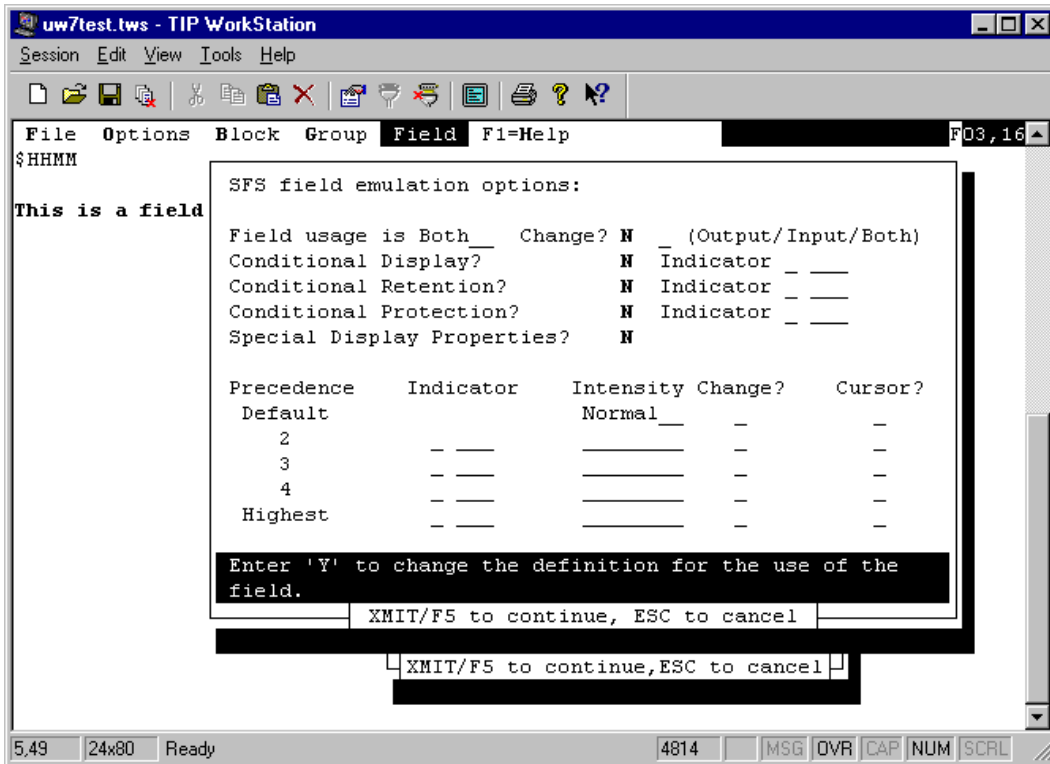 uw7test.tws - TIP WorkStation
Session Edit View Tools Help
File Options Block Group Field F1=Help F03,16
$HHMM
SFS field emulation options:
This is a field
Field usage is Both__ Change? N _ (Output/Input/Both)
Conditional Display? N Indicator _ ___
Conditional Retention? N Indicator _ ___
Conditional Protection? N Indicator _ ___
Special Display Properties? N
Precedence Indicator Intensity Change? Cursor?
Default Normal__ _ _
2 _ ___ ________ _ _
3 _ ___ ________ _ _
4 _ ___ ________ _ _
Highest _ ___ ________ _ _
Enter 'Y' to change the definition for the use of the
field.
XMIT/F5 to continue, ESC to cancel
XMIT/F5 to continue,ESC to cancel
5,49 24x80 Ready 4814 MSG OVR CAP NUM SCRL